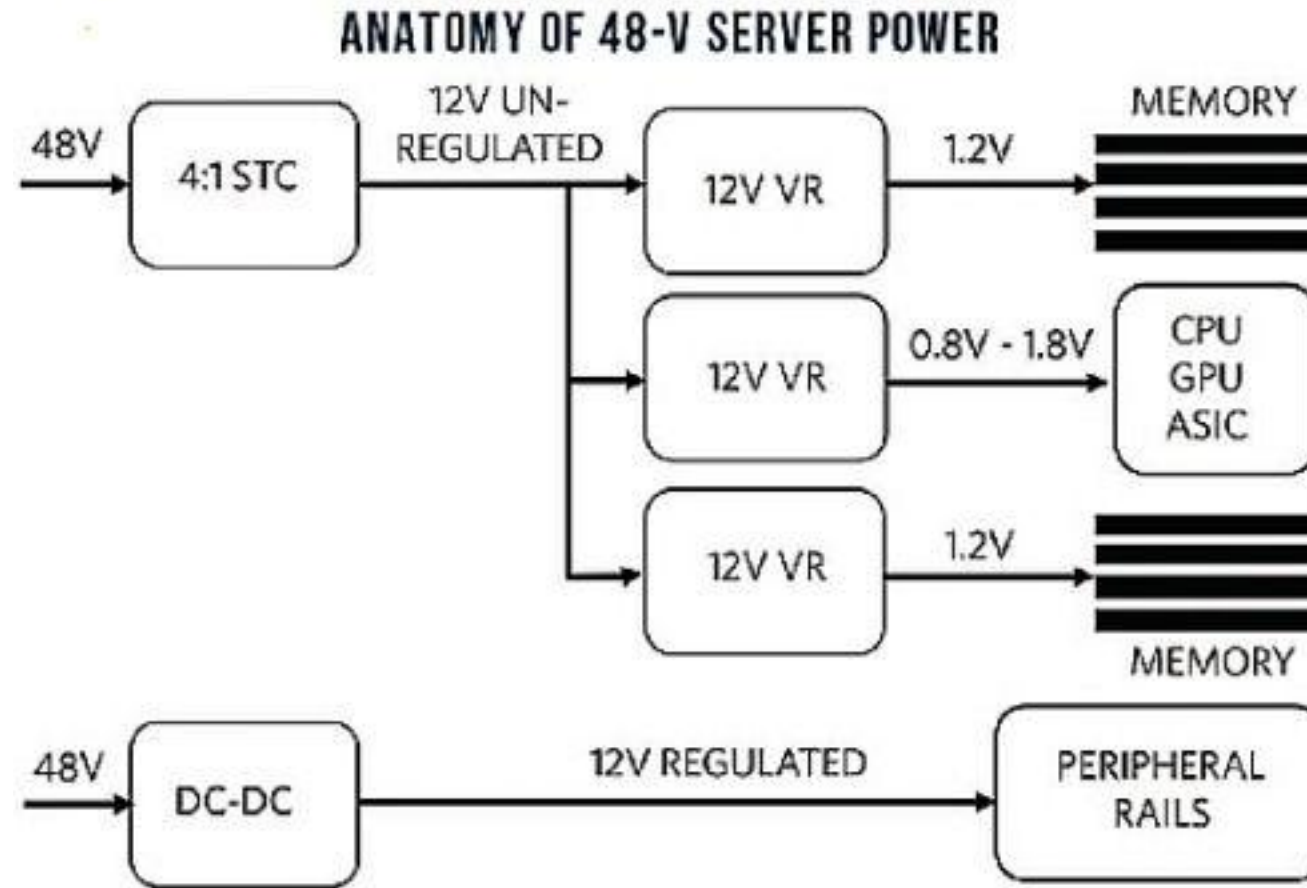 ANATOMY OF 48-V SERVER POWER
48V
4:1 STC
12V UN-
REGULATED
12V VR
1.2V
MEMORY
12V VR
0.8V - 1.8V
CPU
GPU
ASIC
12V VR
1.2V
MEMORY
48V
DC-DC
12V REGULATED
PERIPHERAL
RAILS